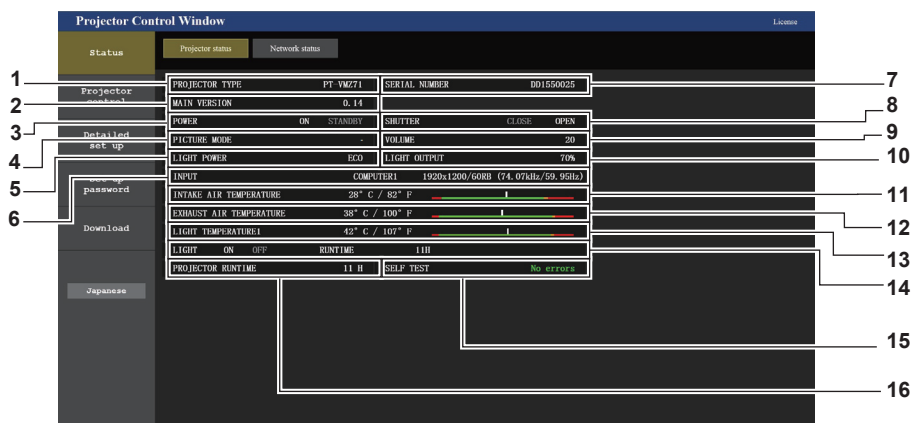 Projector Control Window License
Status Projector status Network status
1 PROJECTOR TYPE PT-VMZ71 SERIAL NUMBER DD1550025 7
Projector
control
2 MAIN VERSION 0.14
3 POWER ON STANDBY SHUTTER CLOSE OPEN 8
Detailed
set up
4 PICTURE MODE - VOLUME 20 9
5 LIGHT POWER ECO LIGHT OUTPUT 70% 10
6 INPUT COMPUTER1 1920x1200/60RB (74.07kHz/59.95Hz)
password
INTAKE AIR TEMPERATURE 28° C / 82° F 11
EXHAUST AIR TEMPERATURE 38° C / 100° F 12
Download
LIGHT TEMPERATURE1 42° C / 107° F 13
LIGHT ON OFF RUNTIME 11H 14
PROJECTOR RUNTIME 11 H SELF TEST No errors
Japanese
15
16